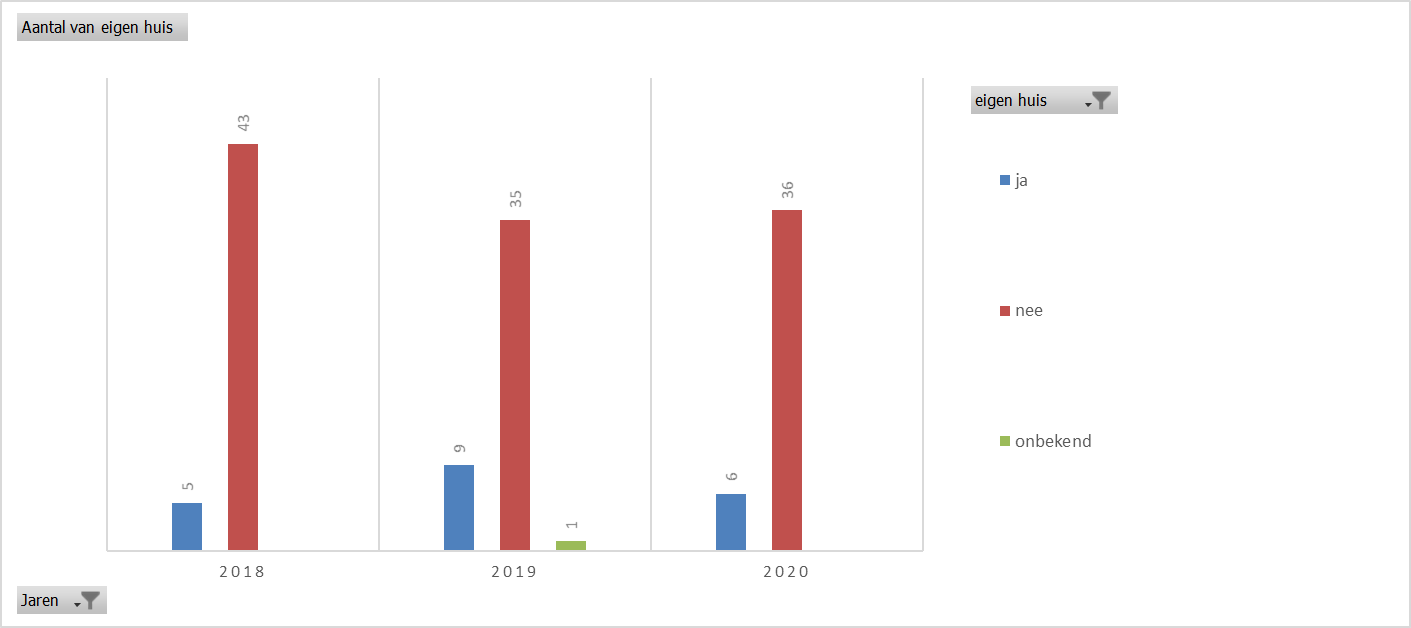 Aantal van eigen huis
43
35
36
5
9
6
1
2018
2019
2020
Jaren
eigen huis
ja
nee
onbekend